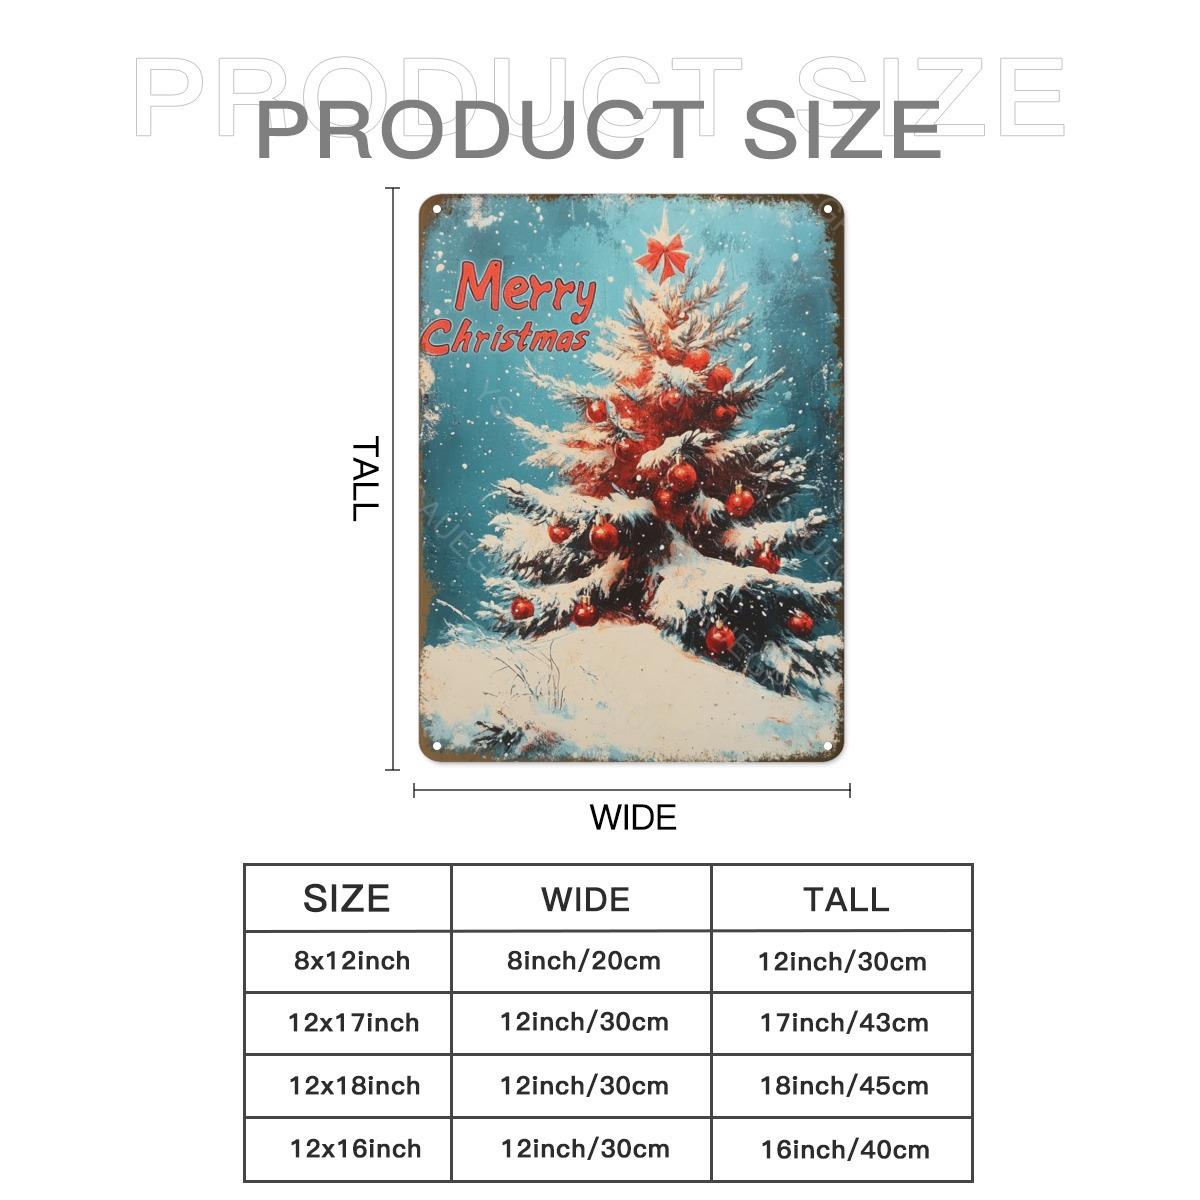 PRODUCT SIZE
PRODUCT SIZE
Merry
Christmas
TALL
WIDE
SIZE WIDE TALL
8x12inch 8inch/20cm 12inch/30cm
12x17inch 12inch/30cm 17inch/43cm
12x18inch 12inch/30cm 18inch/45cm
12x16inch 12inch/30cm 16inch/40cm